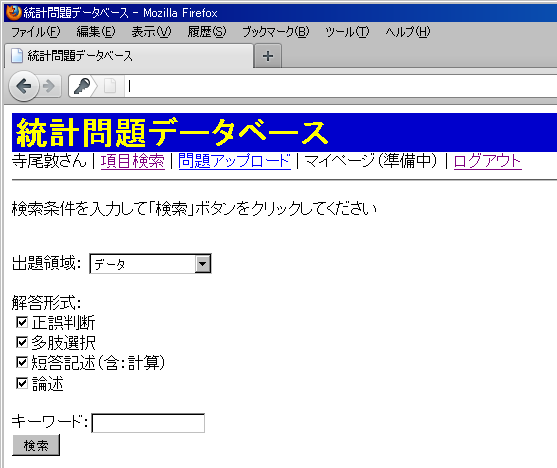 統計問題データベース - Mozilla Firefox
ファイル(F) 編集(E) 表示(V) 履歴(S) ブックマーク(B) ツール(T) ヘルプ(H)
統計問題データベース
統計問題データベース
寺尾敦さん | 項目検索 | 問題アップロード | マイページ(準備中) | ログアウト
検索条件を入力して「検索」ボタンをクリックしてください
出題領域: データ
解答形式:
正誤判断
多肢選択
短答記述(含:計算)
論述
キーワード:
検索